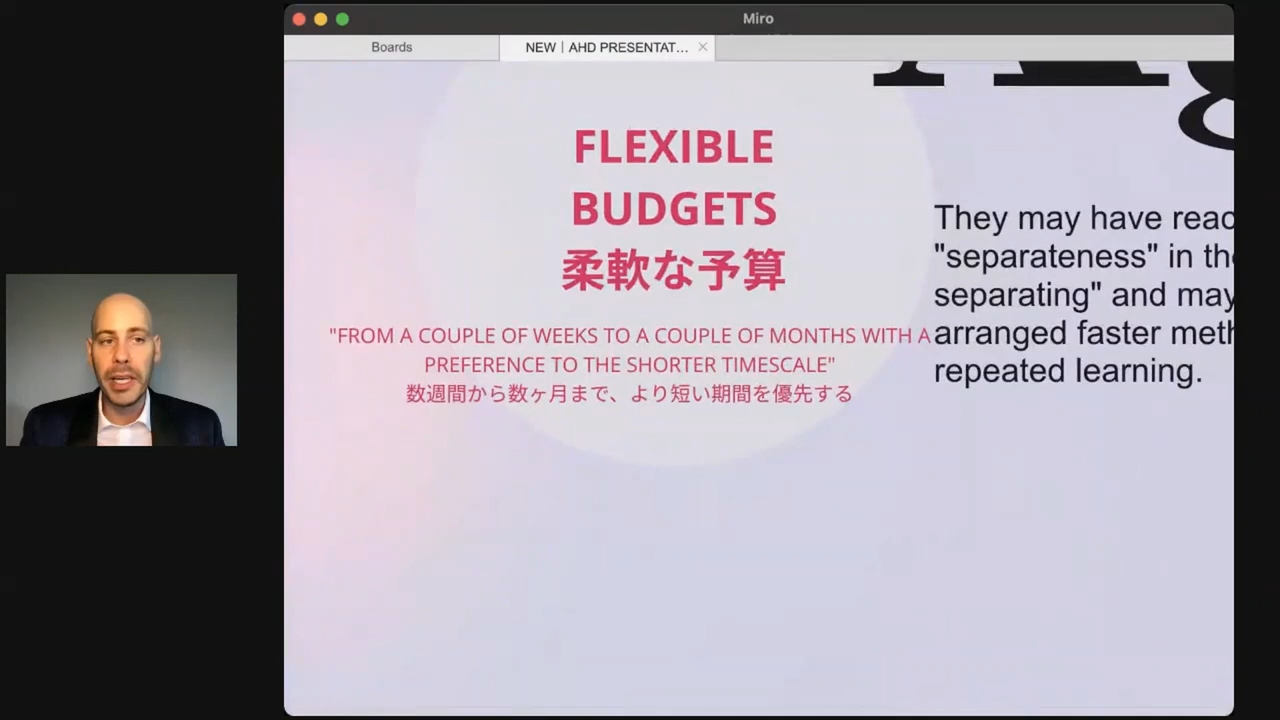 Miro
Boards
NEW | AHD PRESENTAT...
FLEXIBLE
BUDGETS
柔軟な予算
"FROM A COUPLE OF WEEKS TO A COUPLE OF MONTHS WITH A
PREFERENCE TO THE SHORTER TIMESCALE"
数週間から数ヶ月まで、より短い期間を優先する
They may have
"separateness" in
separating" and may
arranged faster
repeated learning.